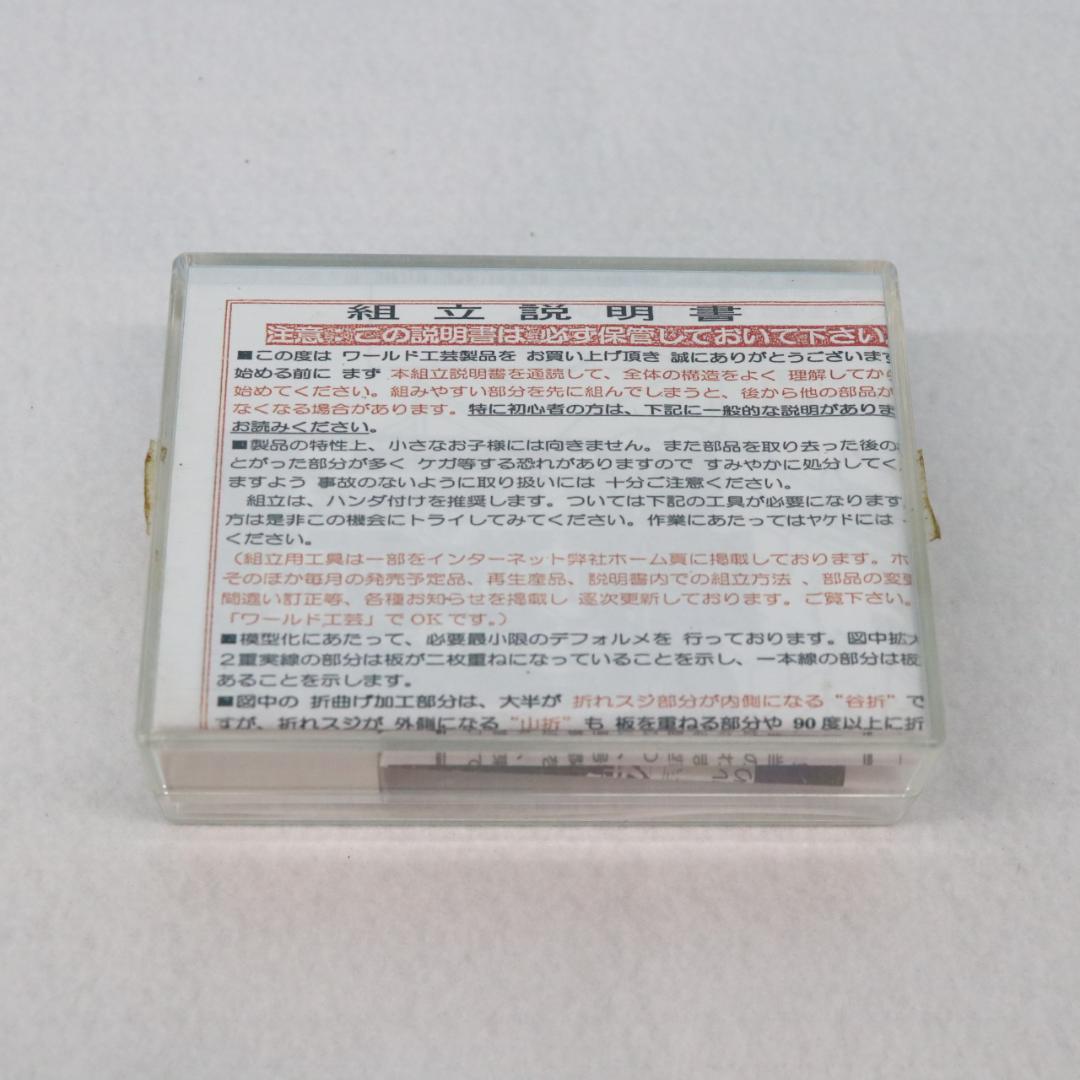 組立説明書
注意 この説明書は 必ず保管しておいて下さい
■この度は ワールド工芸製品を お買い上げ頂き 誠にありがとうございます
始める前に まず 本組立説明書を通読して、全体の構造をよく 理解してから
始めてください。組みやすい部分を先に組んでしまうと、後から他の部品が
なくなる場合があります。特に初心者の方は、下記に一般的な説明がありま
お読みください。
■製品の特性上、小さなお子様には向きません。また部品を取り去った後の
とがった部分が多く ケガ等する恐れがありますので すみやかに処分してく
ますよう 事故のないように取り扱いには 十分ご注意ください。
組立は、ハンダ付けを推奨します。ついては下記の工具が必要になります
方は是非この機会にトライしてみてください。作業にあたってはヤケドには
ください。
(組立用工具は一部をインターネット弊社ホーム頁に掲載しております。ホ
そのほか毎月の発売予定品、再生産品、説明書内での組立方法 、部品の変更
間違い訂正等、各種お知らせを掲載し 逐次更新しております。ご覧下さい。
「ワールド工芸」でOKです。)
■模型化にあたって、必要最小限のデフォルメを 行っております。図中拡大
2重実線の部分は板が二枚重ねになっていることを示し、一本線の部分は板
あることを示します。
■図中の 折曲げ加工部分は、大半が 折れスジ部分が内側になる "谷折" で
すが、折れスジが 外側になる "山折" も 板を重ねる部分や 90度以上に折